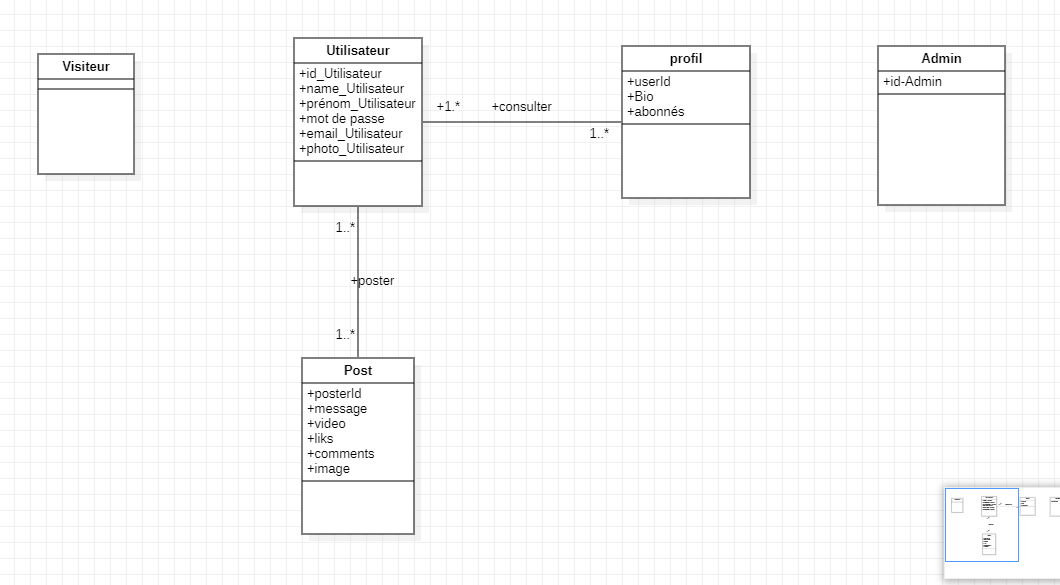 Visiteur
Utilisateur
+id_Utilisateur
+name_Utilisateur
+prénom_Utilisateur
+mot de passe
+email_Utilisateur
+photo_Utilisateur
+1.*
+consulter
1..*
profil
+userId
+Bio
+abonnés
Admin
+id-Admin
1..*
+poster
1..*
Post
+posterId
+message
+video
+liks
+comments
+image